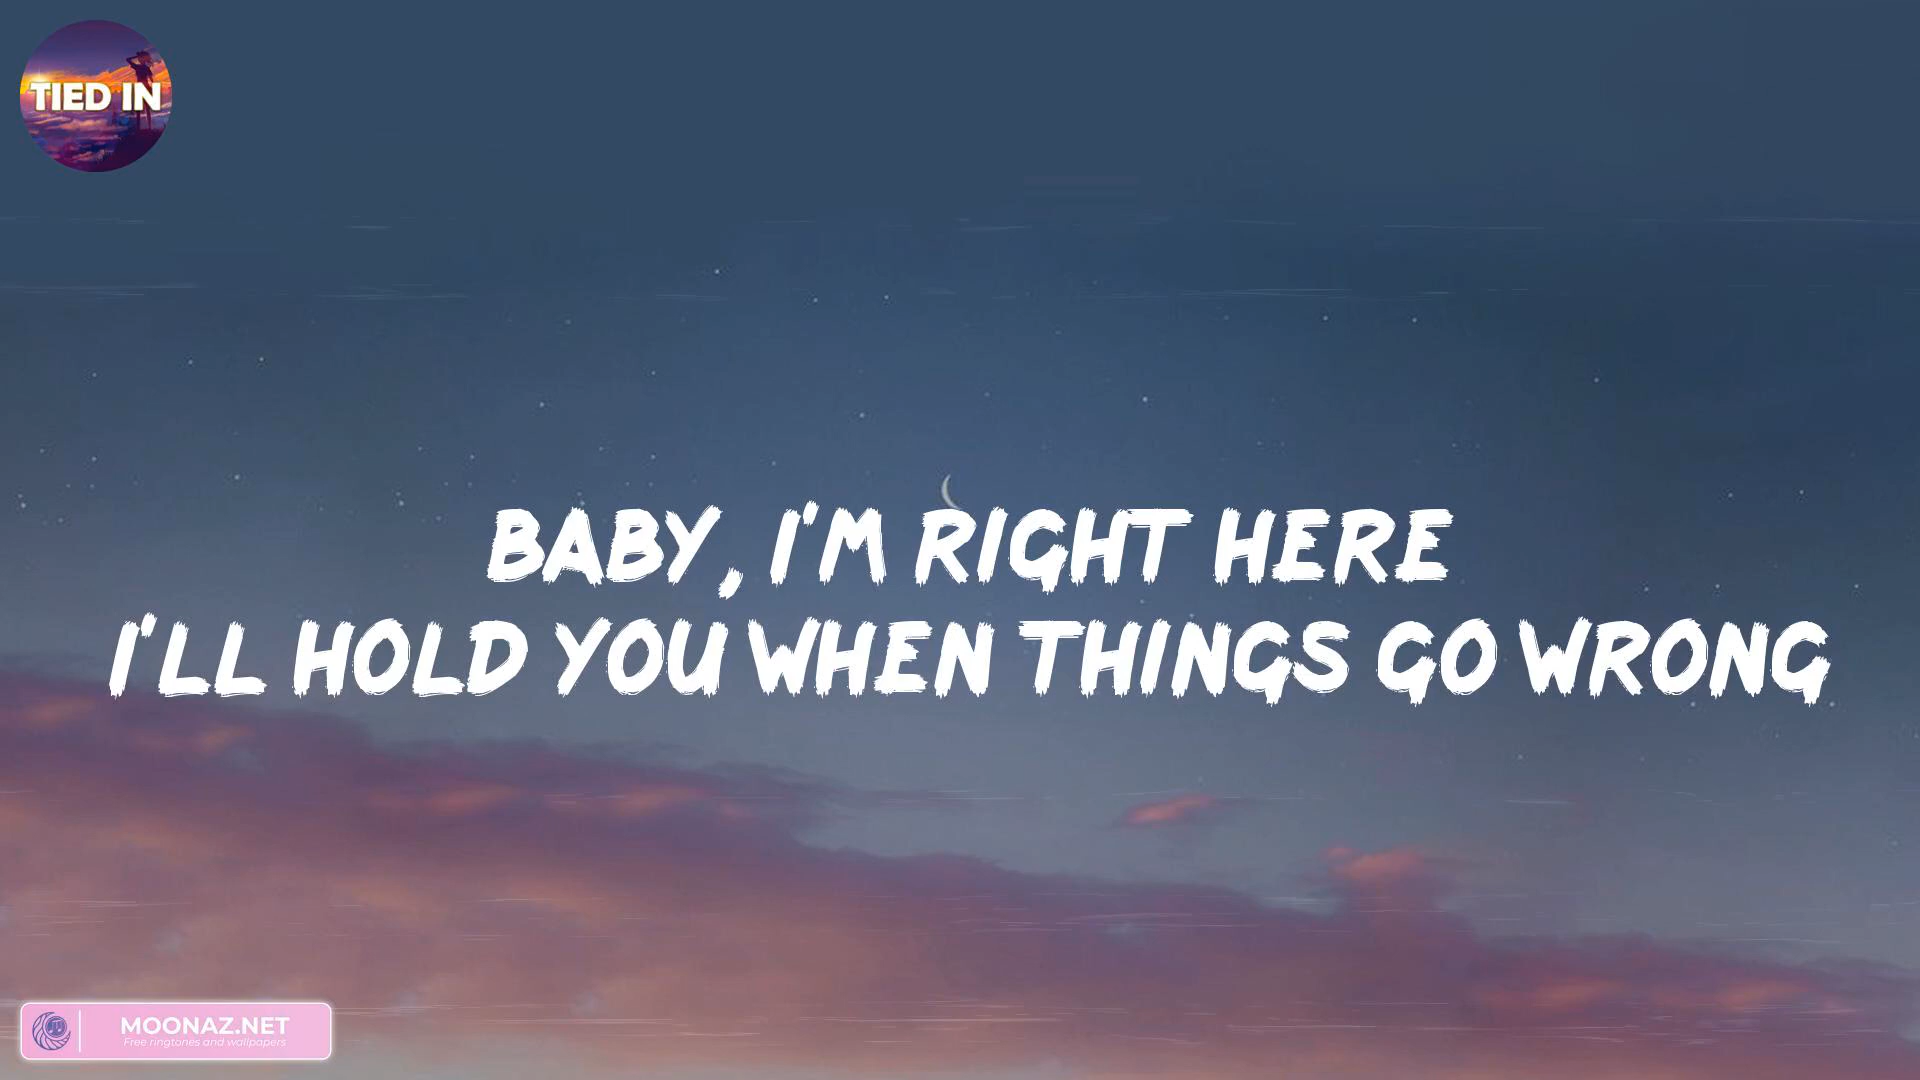 TIED IN
BABY, I'M RIGHT HERE
I'LL HOLD YOU WHEN THINGS GO WRONG
MOONAZ.NET
Free ringtones and wallpapers